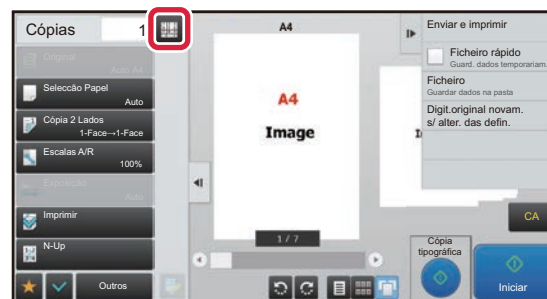 Cópias 1
Original
Auto A4
Selecção Papel
Auto
Cópia 2 Lados
1-Face→1-Face
Escalas A/R
100%
Exposição
Auto
Imprimir
N-Up
Outros
A4
A4
Image
1 / 7
Enviar e imprimir
Ficheiro rápido
Guard. dados temporariam.
Ficheiro
Guardar dados na pasta
Digit.original novam.
s/ alter. das defin.
CA
Cópia
tipográfica
Iniciar